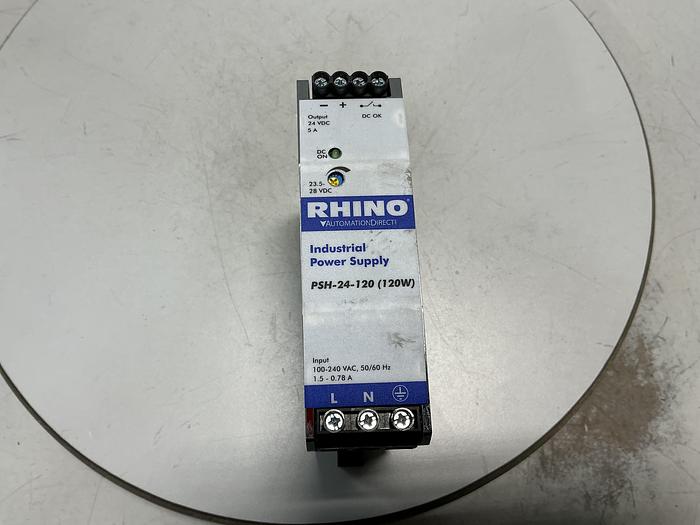 − +
Output
24 VDC
5 A
DC OK
DC
ON
23.5-
28 VDC
RHINO®
AUTOMATIONDIRECT
Industrial
Power Supply
PSH-24-120 (120W)
Input
100-240 VAC, 50/60 Hz
1.5 - 0.78 A
L N